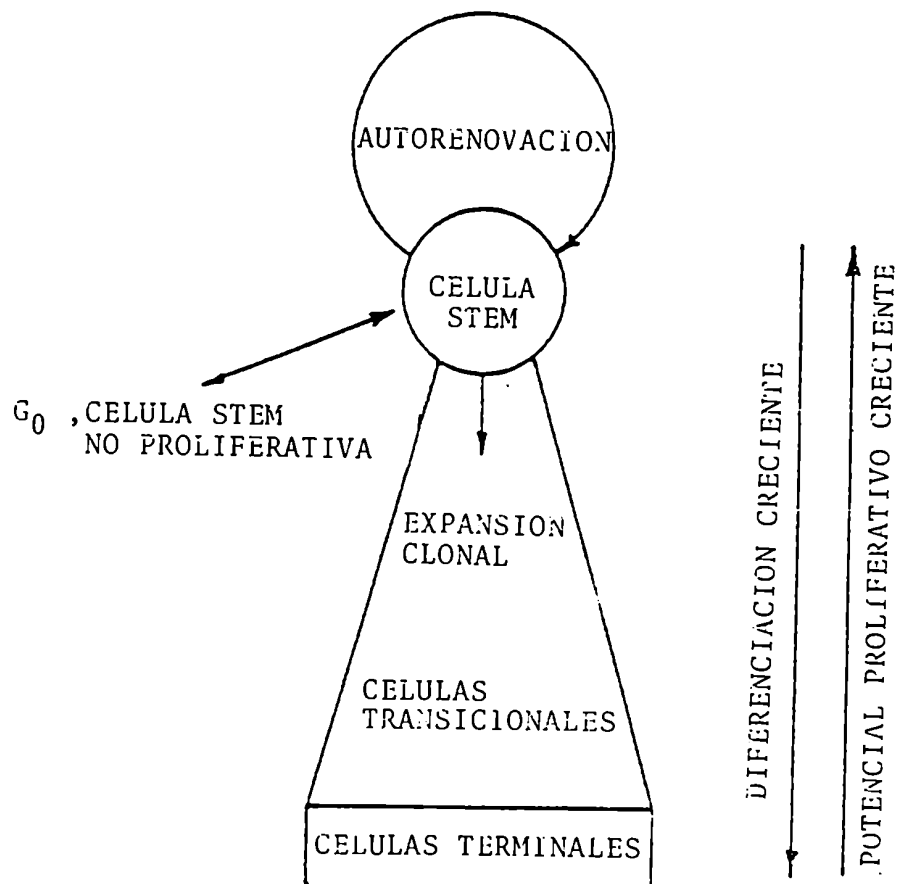 AUTORENOVACION
CELULA
STEM
G0 ,CELULA STEM
NO PROLIFERATIVA
EXPANSION
CLONAL
CELULAS
TRANSICIONALES
CELULAS TERMINALES
DIFERENCIACION CRECIENTE
POTENCIAL PROLIFERATIVO CRECIENTE